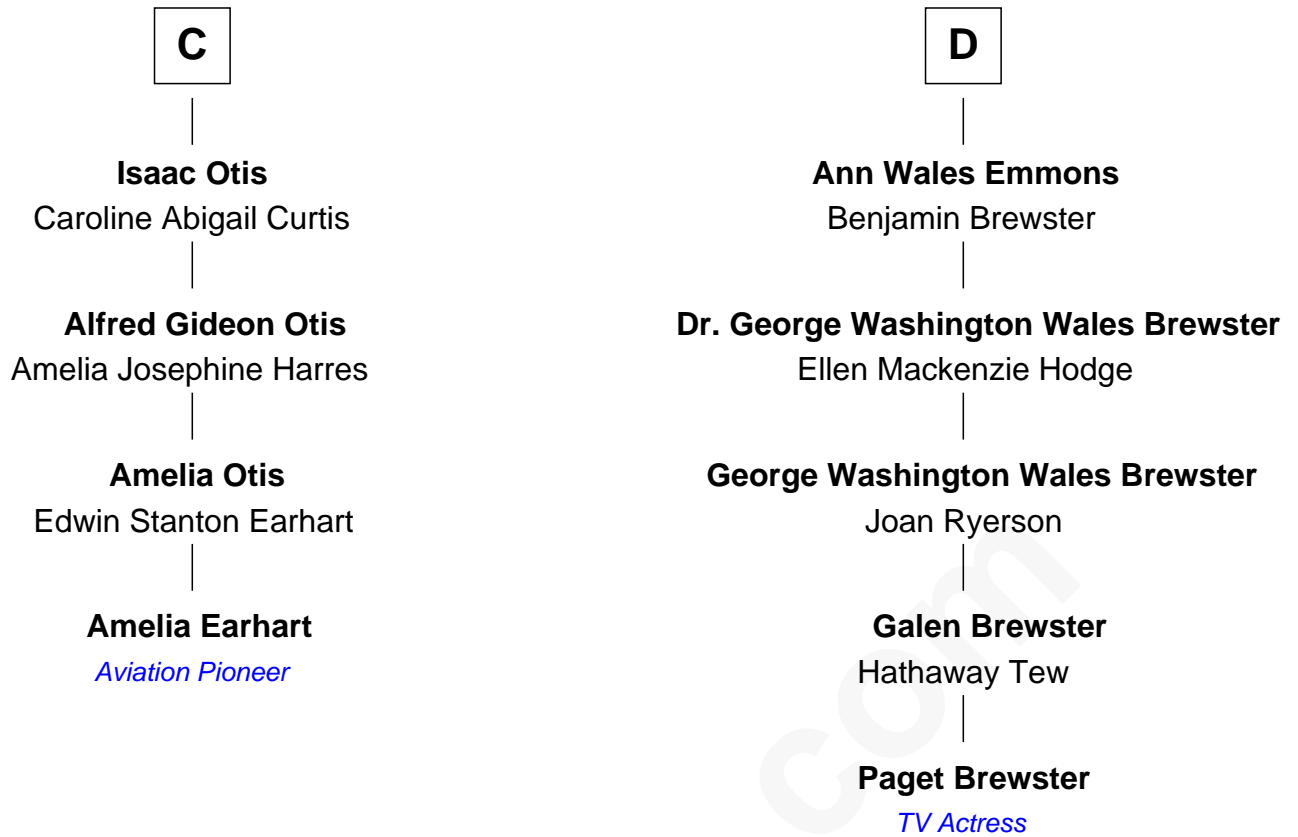 C
Isaac Otis
Caroline Abigail Curtis
Alfred Gideon Otis
Amelia Josephine Harres
Amelia Otis
Edwin Stanton Earhart
Amelia Earhart
Aviation Pioneer
D
Ann Wales Emmons
Benjamin Brewster
Dr. George Washington Wales Brewster
Ellen Mackenzie Hodge
George Washington Wales Brewster
Joan Ryerson
Galen Brewster
Hathaway Tew
Paget Brewster
TV Actress
com